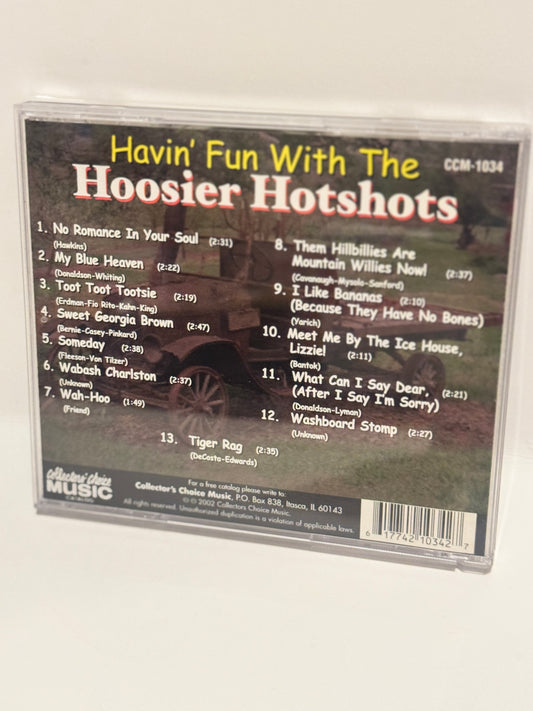 Havin' Fun With The
CCM-1034
Hoosier Hotshots
1. No Romance In Your Soul (2:31)
(Hawkins)
2. My Blue Heaven (2:22)
(Donaldson-Whiting)
3. Toot Toot Tootsie (2:19)
(Erdman-Fio Rito-Kahn-King)
4. Sweet Georgia Brown (2:47)
(Bernie-Casey-Pinkard)
5. Someday (2:38)
(Fleeson-Von Tilzer)
6. Wabash Charlston (2:37)
(Unknown)
7. Wah-Hoo (1:49)
(Friend)
8. Them Hillbillies Are
Mountain Willies Now! (2:37)
(Cavanaugh-Mysolo-Sanford)
9. I Like Bananas (2:10)
(Because They Have No Bones)
(Yarich)
10. Meet Me By The Ice House,
Lizzie! (2:11)
(Bantok)
11. What Can I Say Dear, (2:21)
(After I Say I'm Sorry)
(Donaldson-Lyman)
12. Washboard Stomp (2:27)
(Unknown)
13. Tiger Rag (2:35)
(DeCosta-Edwards)
Collectors' Choice
MUSIC
For a free catalog please write to:
Collector's Choice Music, P.O. Box 838, Itasca, IL 60143
℗ © 2002 Collectors Choice Music.
All rights reserved. Unauthorized duplication is a violation of applicable laws.
6 17742 10342 7